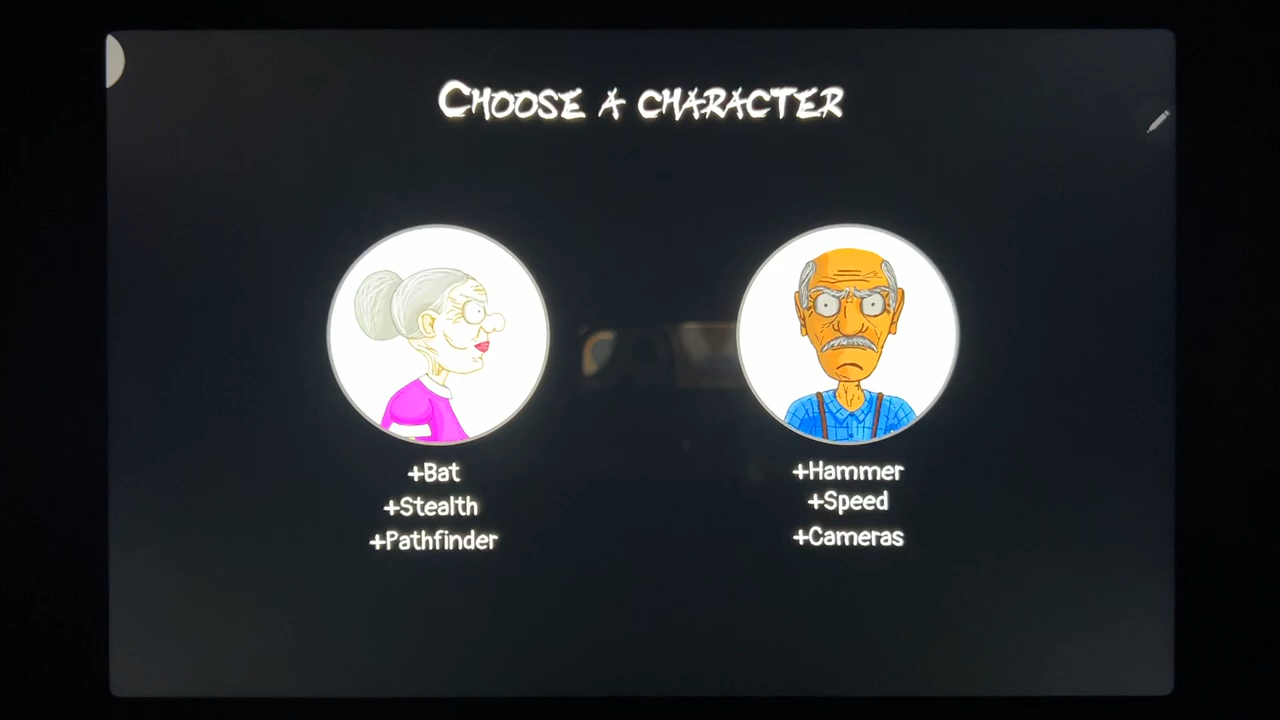 Choose a character
+Bat
+Stealth
+Pathfinder
+Hammer
+Speed
+Cameras